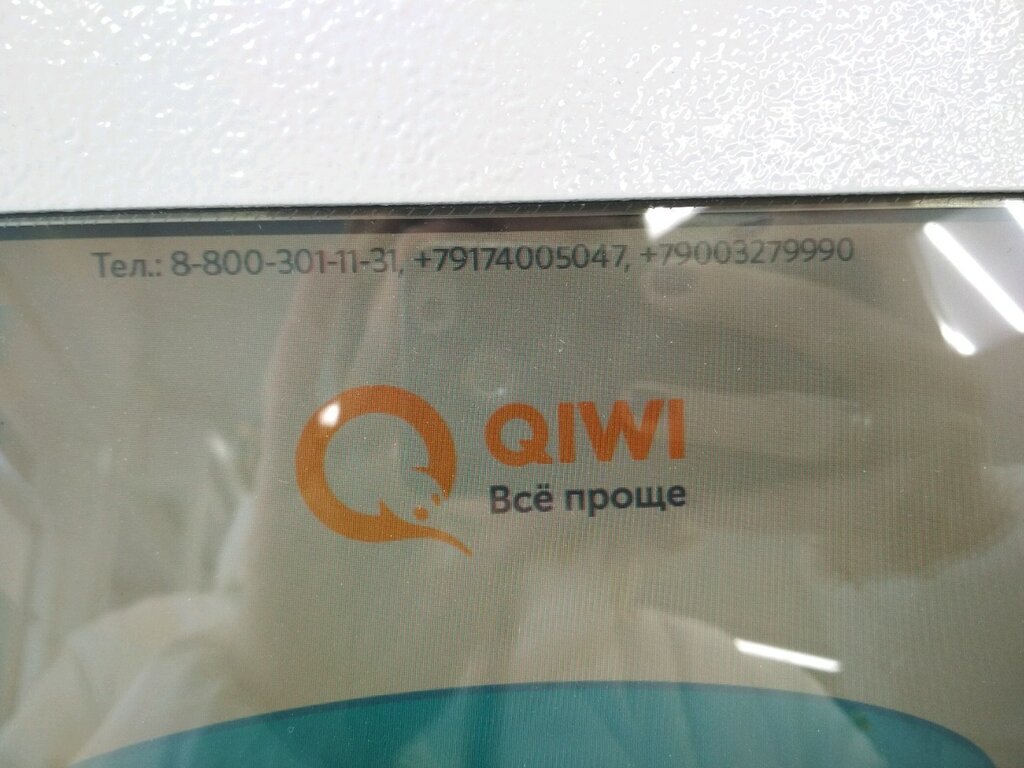 Тел.: 8-800-301-11-31, +79174005047, +79003279990
QIWI
Всё проще